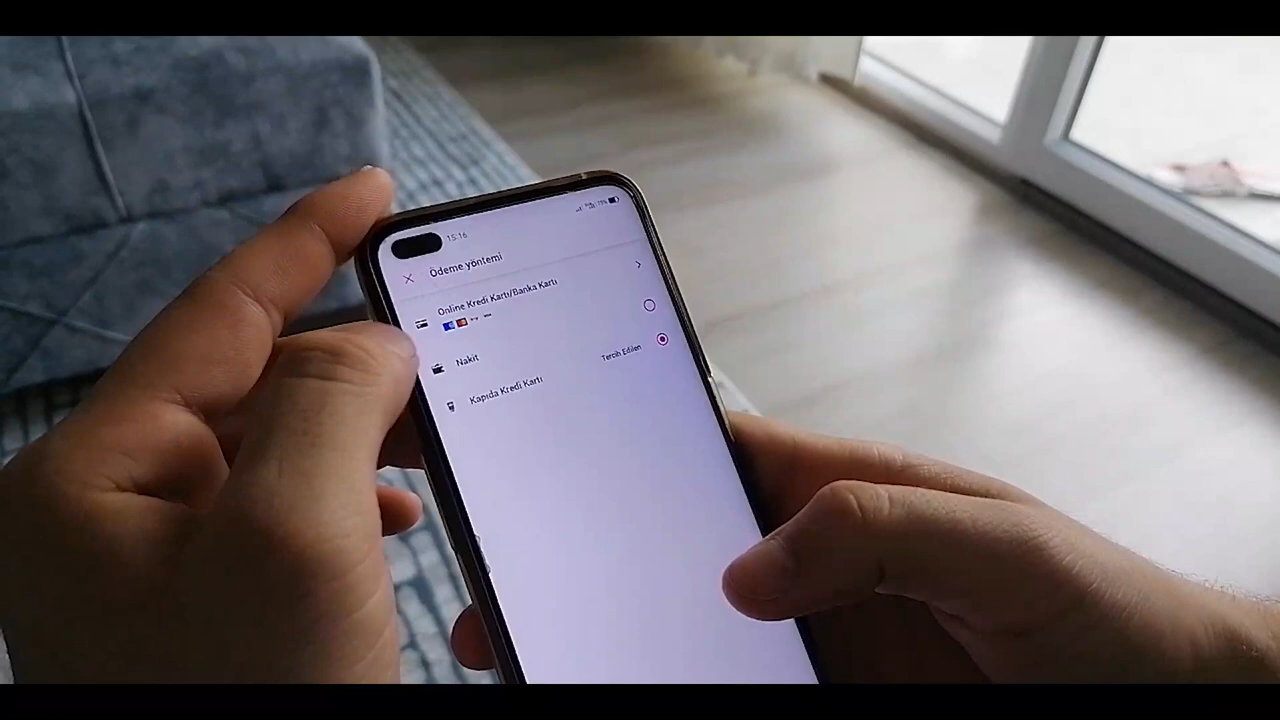 15:16
Ödeme yöntemi
Online Kredi Kartı/Banka Kartı
Nakit
Tercih Edilen
Kapıda Kredi Kartı